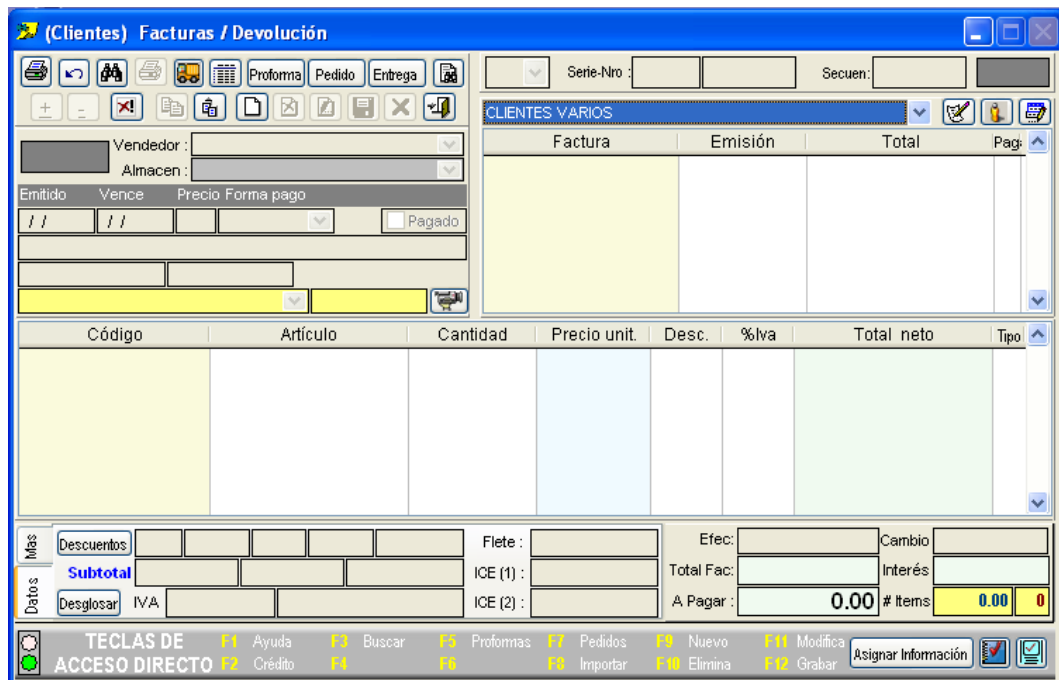 (Clientes) Facturas / Devolución
Proforma Pedido Entrega
Serie-Nro : Secuen:
CLIENTES VARIOS
Vendedor :
Almacen :
Factura Emisión Total Pag
Emitido Vence Precio Forma pago
/ / / / Pagado
Código Artículo Cantidad Precio unit. Desc. %Iva Total neto Tipo
Mas
Datos
Descuentos Flete : Efec: Cambio
Subtotal ICE (1) : Total Fac: Interés
Desglosar IVA ICE (2) : A Pagar : 0.00 # Items 0.00 0
TECLAS DE F1 Ayuda F3 Buscar F5 Proformas F7 Pedidos F9 Nuevo F11 Modifica
ACCESO DIRECTO F2 Crédito F4 F6 F8 Importar F10 Elimina F12 Grabar
Asignar Información